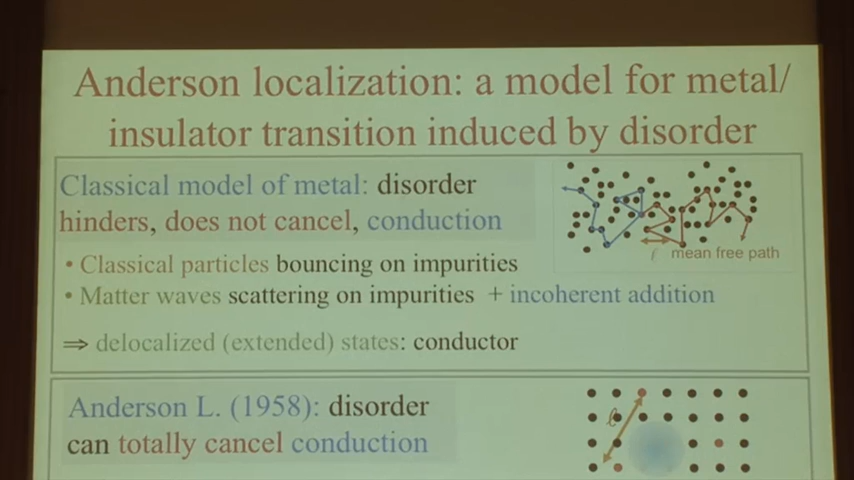 Anderson localization: a model for metal/
insulator transition induced by disorder
Classical model of metal: disorder
hinders, does not cancel, conduction
ℓ mean free path
• Classical particles bouncing on impurities
• Matter waves scattering on impurities + incoherent addition
⇒ delocalized (extended) states: conductor
Anderson L. (1958): disorder
can totally cancel conduction
ℓ